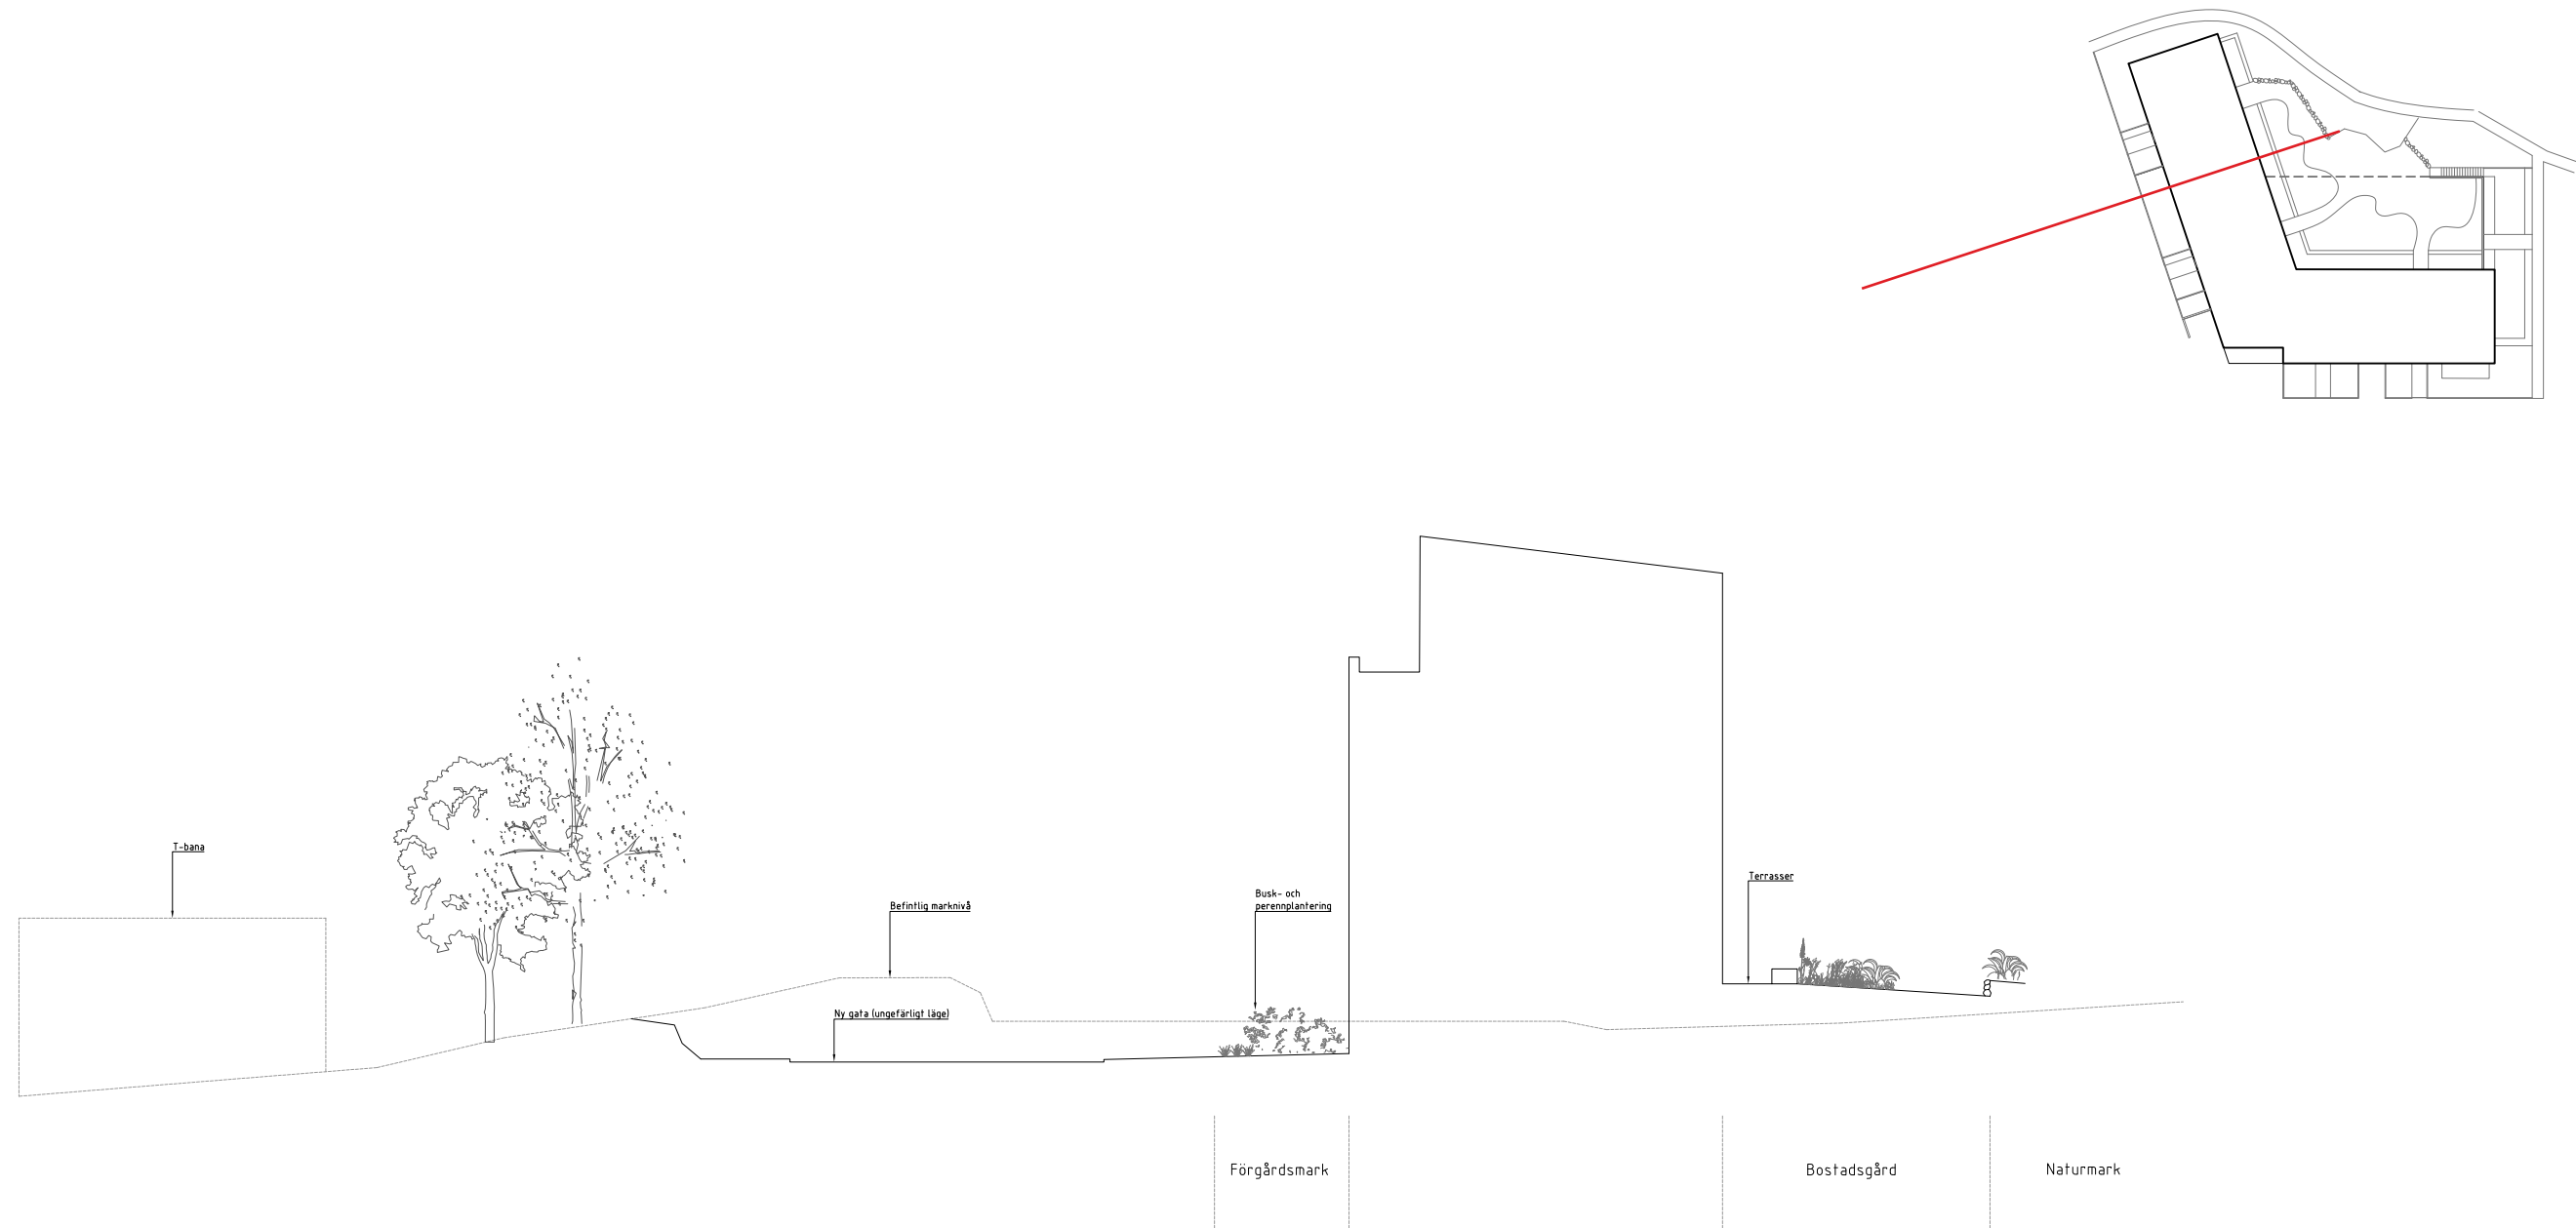 T-bana
Terrasser
Busk- och
perennplantering
Befintlig marknivå
Ny gata (ungefärligt läge)
Förgårdsmark
Bostadsgård
Naturmark